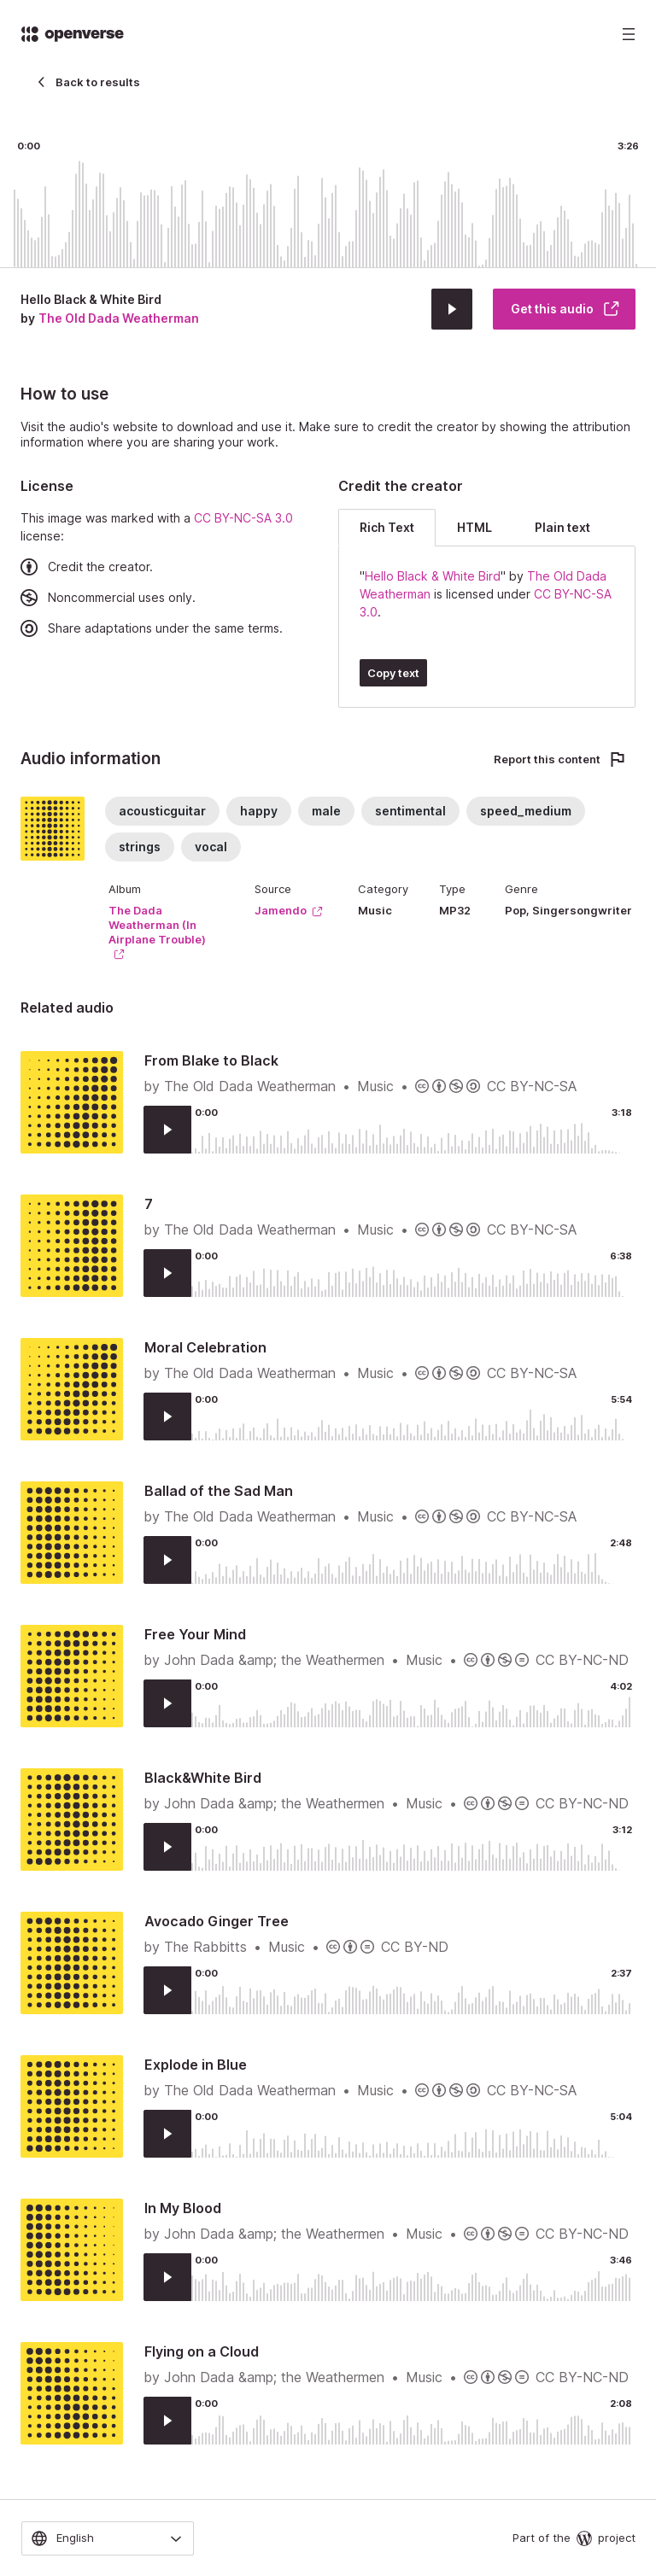 openverse
Back to results
0:00 3:26
Hello Black & White Bird
by The Old Dada Weatherman
Get this audio
How to use
Visit the audio's website to download and use it. Make sure to credit the creator by showing the attribution
information where you are sharing your work.
License
This image was marked with a CC BY-NC-SA 3.0
license:
Credit the creator.
Noncommercial uses only.
Share adaptations under the same terms.
Credit the creator
Rich Text HTML Plain text
"Hello Black & White Bird" by The Old Dada
Weatherman is licensed under CC BY-NC-SA
3.0.
Copy text
Audio information
Report this content
acousticguitar happy male sentimental speed_medium
strings vocal
Album
The Dada
Weatherman (In
Airplane Trouble)
Source
Jamendo
Category
Music
Type
MP32
Genre
Pop, Singersongwriter
Related audio
From Blake to Black
by The Old Dada Weatherman • Music • CC BY-NC-SA
0:00 3:18
7
by The Old Dada Weatherman • Music • CC BY-NC-SA
0:00 6:38
Moral Celebration
by The Old Dada Weatherman • Music • CC BY-NC-SA
0:00 5:54
Ballad of the Sad Man
by The Old Dada Weatherman • Music • CC BY-NC-SA
0:00 2:48
Free Your Mind
by John Dada &amp; the Weathermen • Music • CC BY-NC-ND
0:00 4:02
Black&White Bird
by John Dada &amp; the Weathermen • Music • CC BY-NC-ND
0:00 3:12
Avocado Ginger Tree
by The Rabbitts • Music • CC BY-ND
0:00 2:37
Explode in Blue
by The Old Dada Weatherman • Music • CC BY-NC-SA
0:00 5:04
In My Blood
by John Dada &amp; the Weathermen • Music • CC BY-NC-ND
0:00 3:46
Flying on a Cloud
by John Dada &amp; the Weathermen • Music • CC BY-NC-ND
0:00 2:08
English
Part of the project